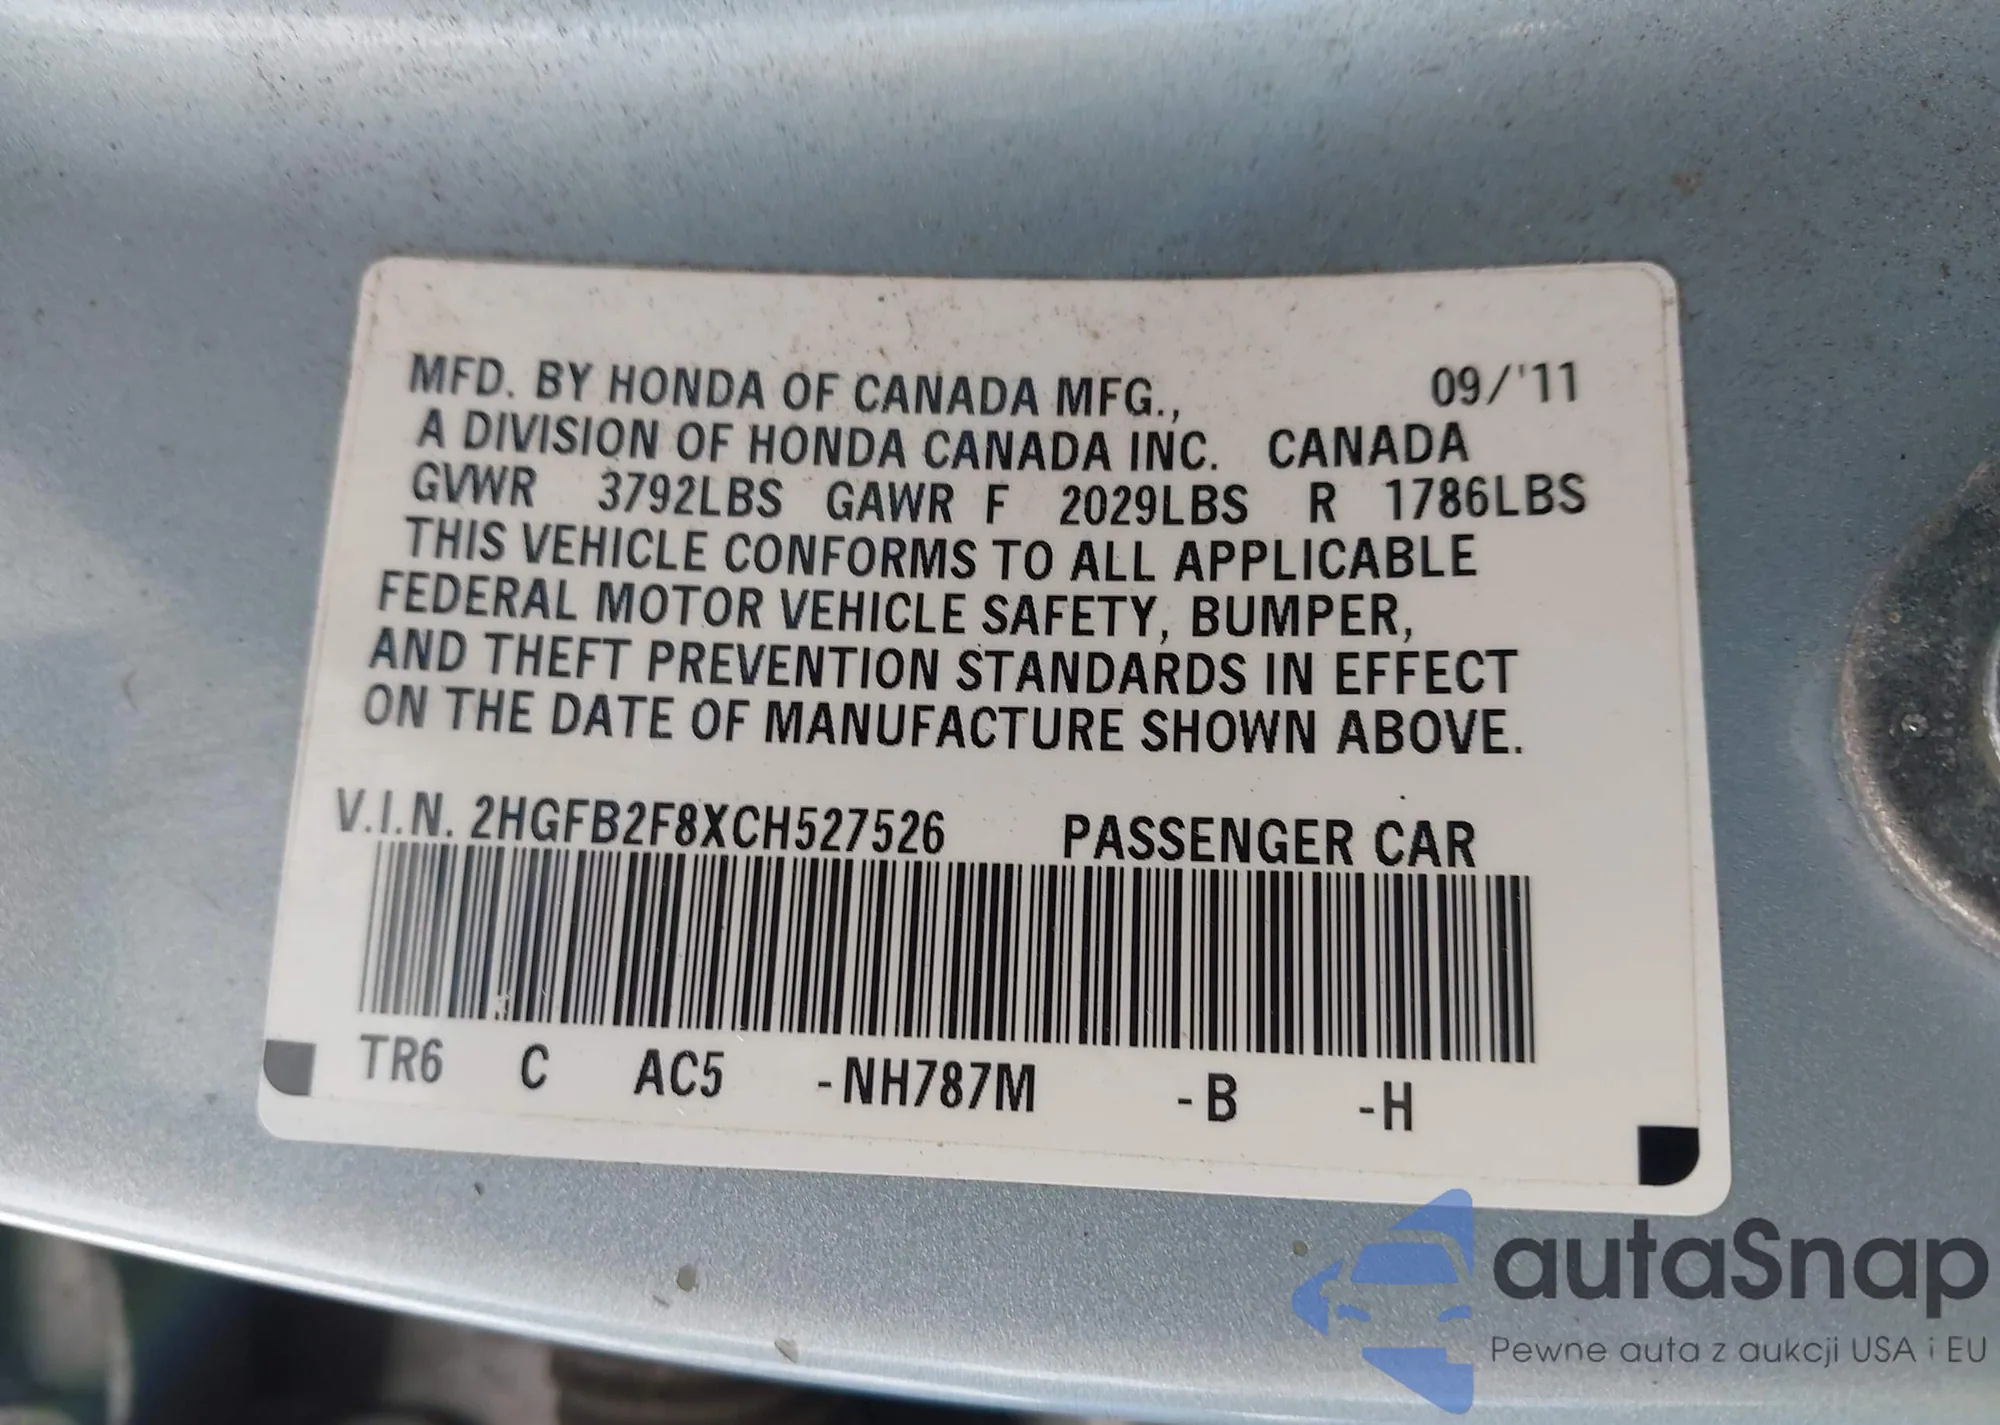 MFD. BY HONDA OF CANADA MFG., 09/'11
A DIVISION OF HONDA CANADA INC. CANADA
GVWR 3792LBS GAWR F 2029LBS R 1786LBS
THIS VEHICLE CONFORMS TO ALL APPLICABLE
FEDERAL MOTOR VEHICLE SAFETY, BUMPER,
AND THEFT PREVENTION STANDARDS IN EFFECT
ON THE DATE OF MANUFACTURE SHOWN ABOVE.
V.I.N. 2HGFB2F8XCH527526 PASSENGER CAR
TR6 C AC5 -NH787M -B -H
autaSnap
Pewne auta z aukcji USA i EU